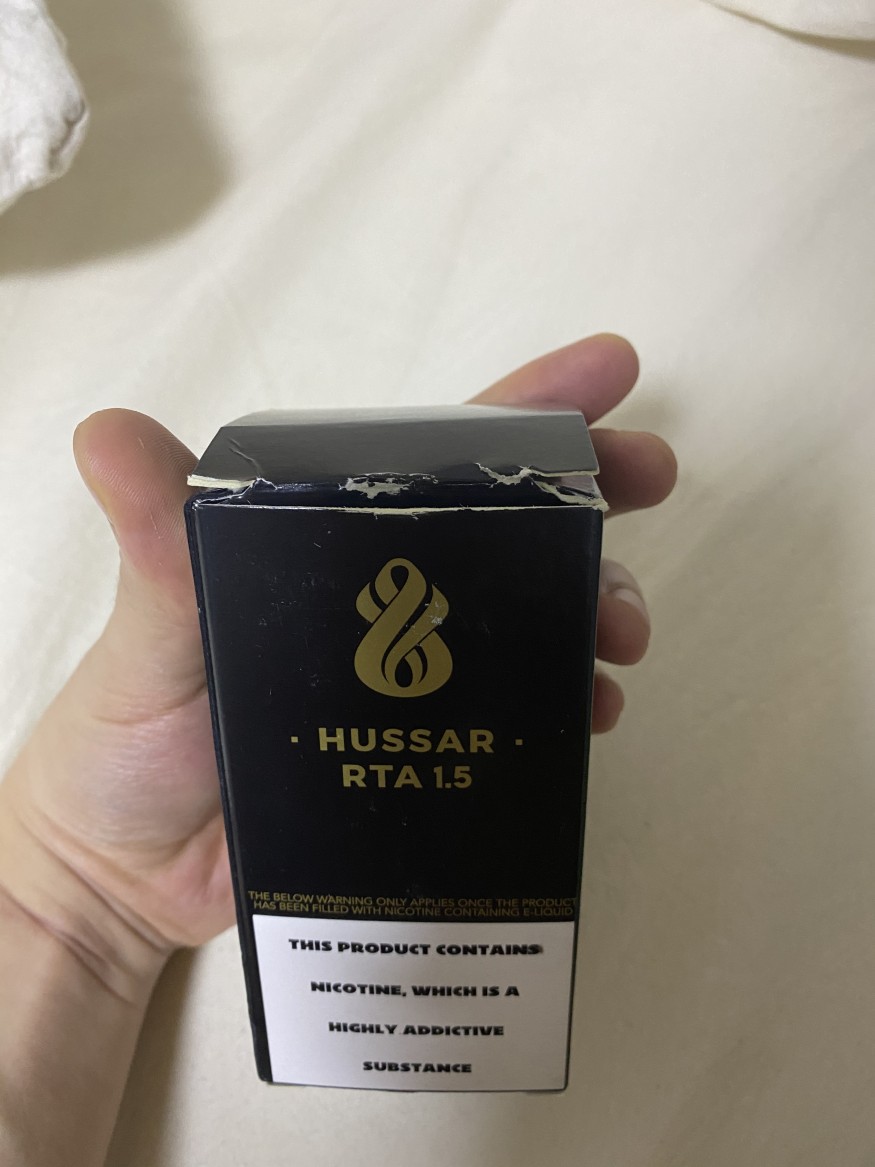 · HUSSAR ·
RTA 1.5
THE BELOW WARNING ONLY APPLIES ONCE THE PRODUCT
HAS BEEN FILLED WITH NICOTINE CONTAINING E-LIQUID
THIS PRODUCT CONTAINS
NICOTINE, WHICH IS A
HIGHLY ADDICTIVE
SUBSTANCE